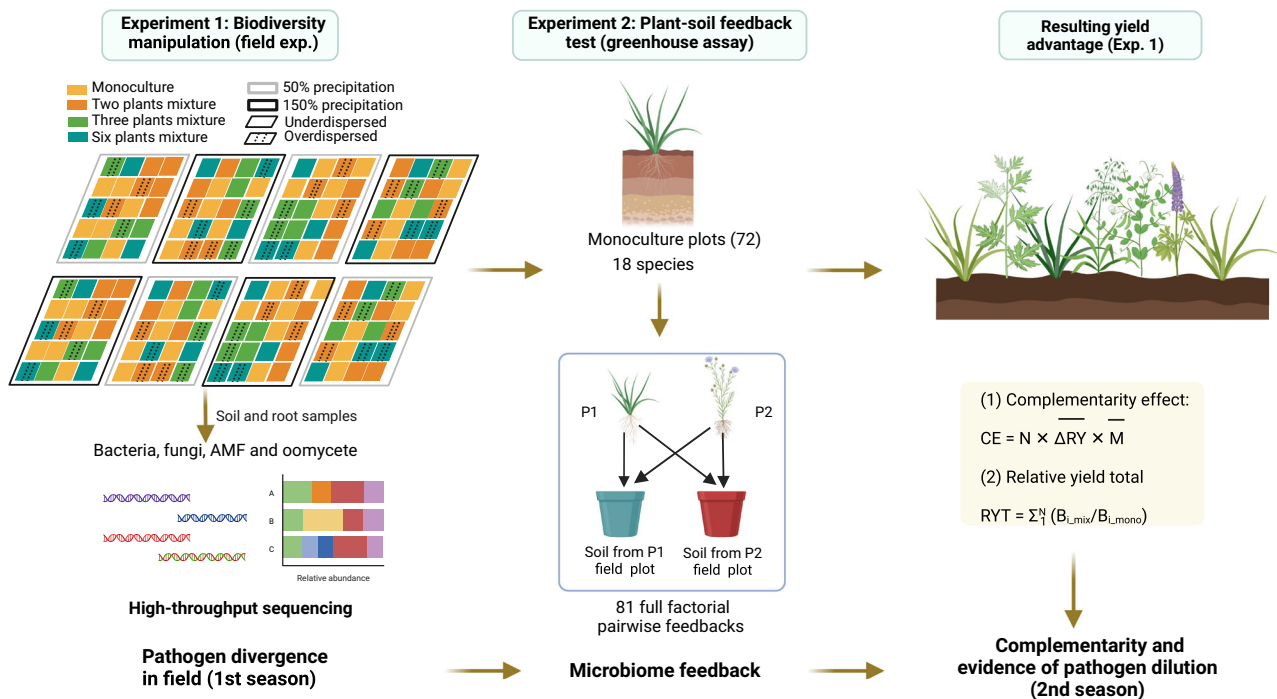 Experiment 1: Biodiversity
manipulation (field exp.)
Monoculture
Two plants mixture
Three plants mixture
Six plants mixture
50% precipitation
150% precipitation
Underdispersed
Overdispersed
Soil and root samples
Bacteria, fungi, AMF and oomycete
A
B
C
Relative abundance
High-throughput sequencing
Pathogen divergence
in field (1st season)
Experiment 2: Plant-soil feedback
test (greenhouse assay)
Monoculture plots (72)
18 species
P1
P2
Soil from P1
field plot
Soil from P2
field plot
81 full factorial
pairwise feedbacks
Microbiome feedback
Resulting yield
advantage (Exp. 1)
(1) Complementarity effect:
CE = N × Δ̅R̅Y̅ × M̅
(2) Relative yield total
RYT = Σ₁ᴺ (B_i_mix/B_i_mono)
Complementarity and
evidence of pathogen dilution
(2nd season)